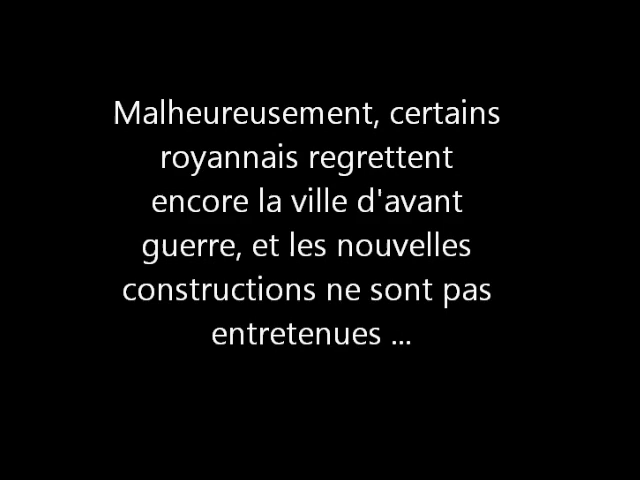 Malheureusement, certains
royannais regrettent
encore la ville d'avant
guerre, et les nouvelles
constructions ne sont pas
entretenues ...